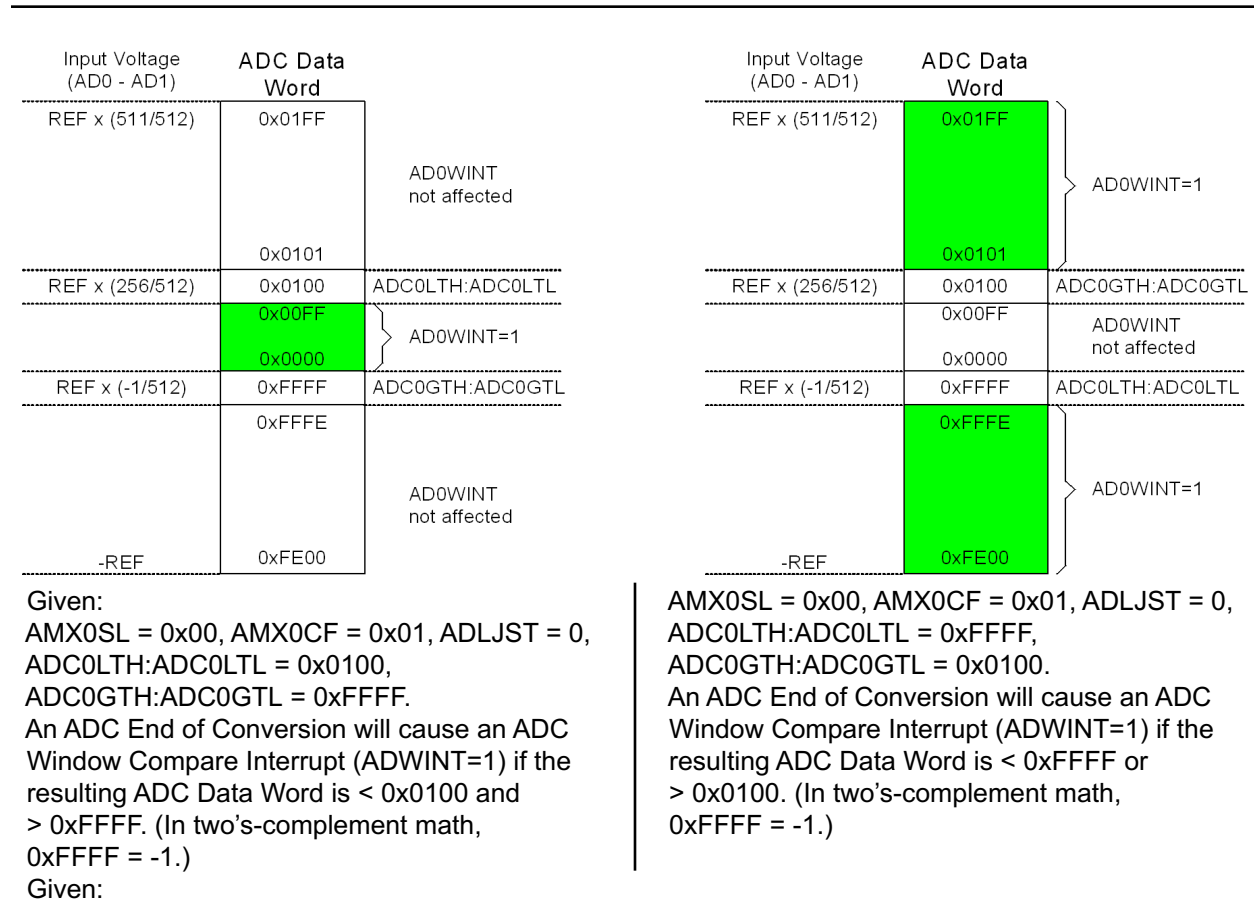 Input Voltage
(AD0 - AD1)
ADC Data
Word
REF x (511/512)
0x01FF
AD0WINT
not affected
0x0101
REF x (256/512)
0x0100
ADC0LTH:ADC0LTL
0x00FF
AD0WINT=1
0x0000
REF x (-1/512)
0xFFFF
ADC0GTH:ADC0GTL
0xFFFE
AD0WINT
not affected
-REF
0xFE00
Given:
AMX0SL = 0x00, AMX0CF = 0x01, ADLJST = 0,
ADC0LTH:ADC0LTL = 0x0100,
ADC0GTH:ADC0GTL = 0xFFFF.
An ADC End of Conversion will cause an ADC
Window Compare Interrupt (ADWINT=1) if the
resulting ADC Data Word is < 0x0100 and
> 0xFFFF. (In two's-complement math,
0xFFFF = -1.)
Given:
Input Voltage
(AD0 - AD1)
ADC Data
Word
REF x (511/512)
0x01FF
AD0WINT=1
0x0101
REF x (256/512)
0x0100
ADC0GTH:ADC0GTL
0x00FF
AD0WINT
not affected
0x0000
REF x (-1/512)
0xFFFF
ADC0LTH:ADC0LTL
0xFFFE
AD0WINT=1
-REF
0xFE00
AMX0SL = 0x00, AMX0CF = 0x01, ADLJST = 0,
ADC0LTH:ADC0LTL = 0xFFFF,
ADC0GTH:ADC0GTL = 0x0100.
An ADC End of Conversion will cause an ADC
Window Compare Interrupt (ADWINT=1) if the
resulting ADC Data Word is < 0xFFFF or
> 0x0100. (In two's-complement math,
0xFFFF = -1.)